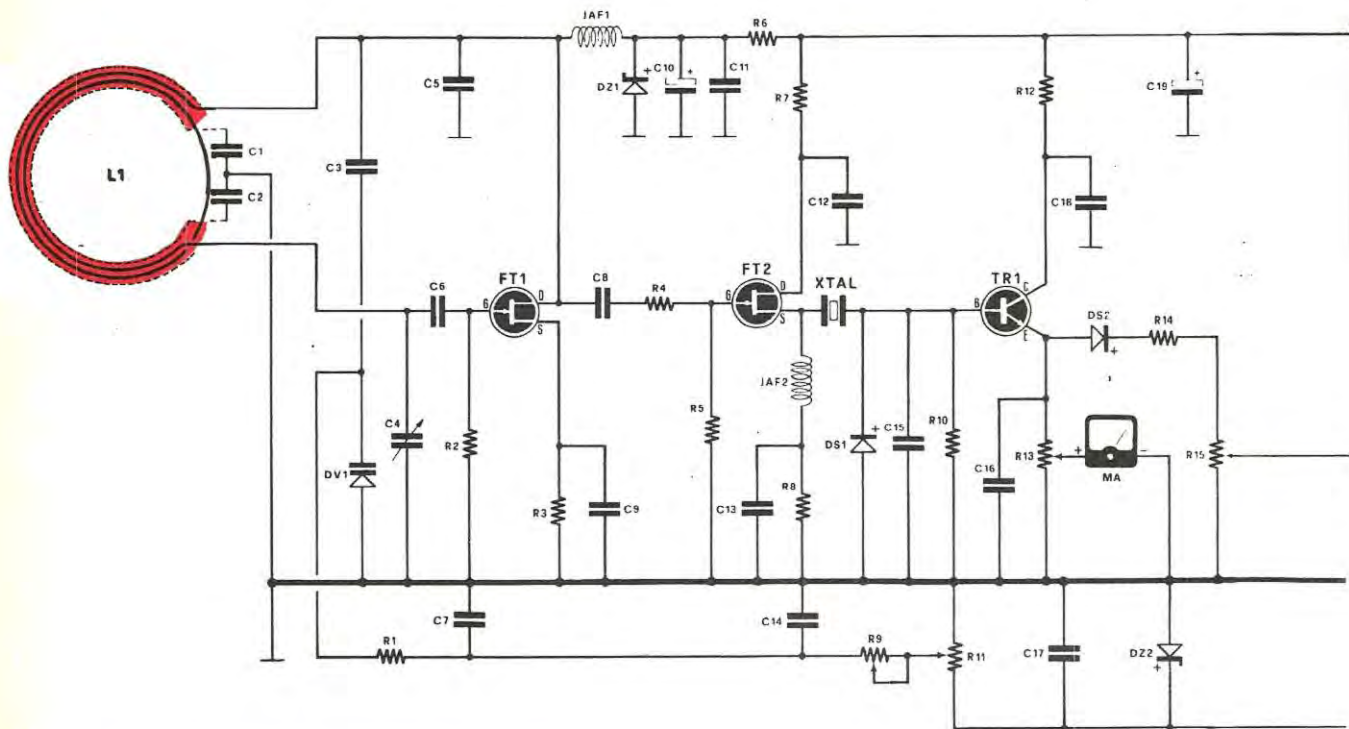 JAF1
R6
C5
DZ1
+
C10
+
C11
R7
R12
C19
+
L1
C1
C2
C3
C12
C18
C6
FT1
G
D
S
C8
R4
FT2
G
D
S
XTAL
TR1
B
C
E
DS2
+
R14
JAF2
C4
R2
R5
DS1
+
C15
R10
R13
+
-
MA
R15
DV1
R3
C9
C13
R8
C16
C7
C14
R1
R9
R11
C17
DZ2
+